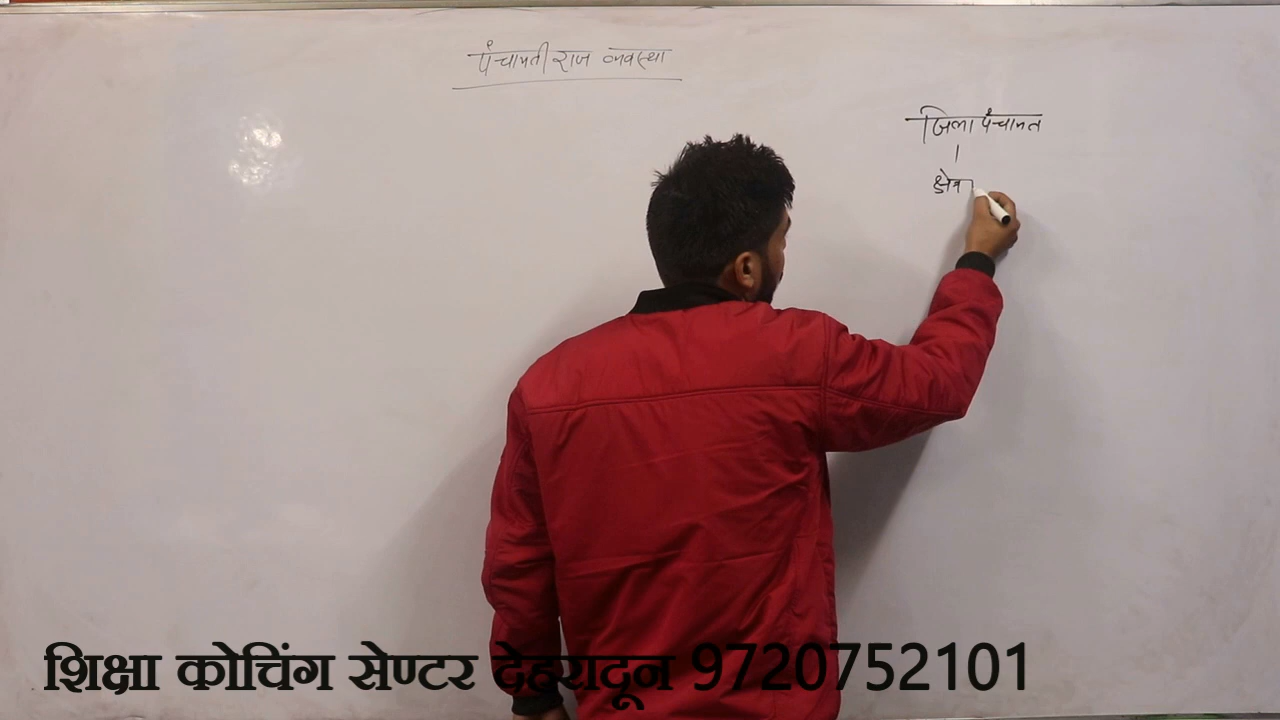 पंचायती राज व्यवस्था
जिला पंचायत
क्षेत्र
शिक्षा कोचिंग सेण्टर देहरादून 9720752101